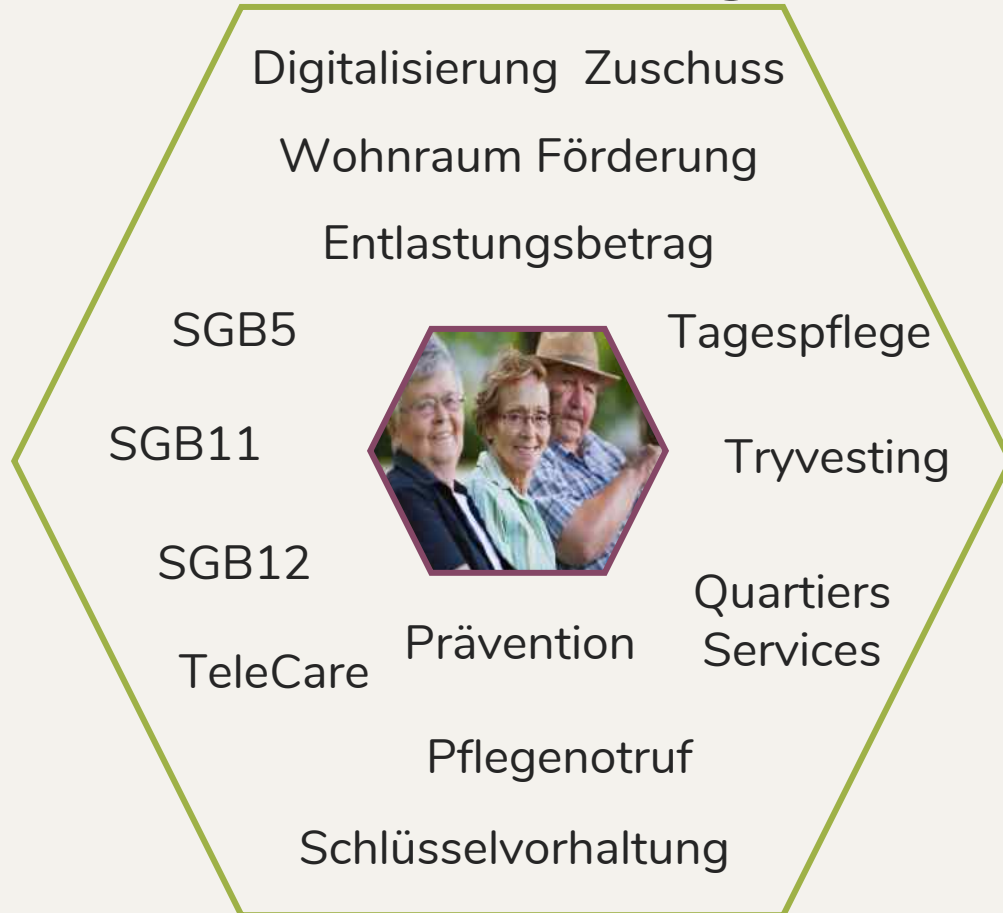 Digitalisierung Zuschuss
Wohnraum Förderung
Entlastungsbetrag
SGB5
Tagespflege
SGB11
Tryvesting
SGB12
Quartiers
Services
Prävention
TeleCare
Pflegenotruf
Schlüsselvorhaltung